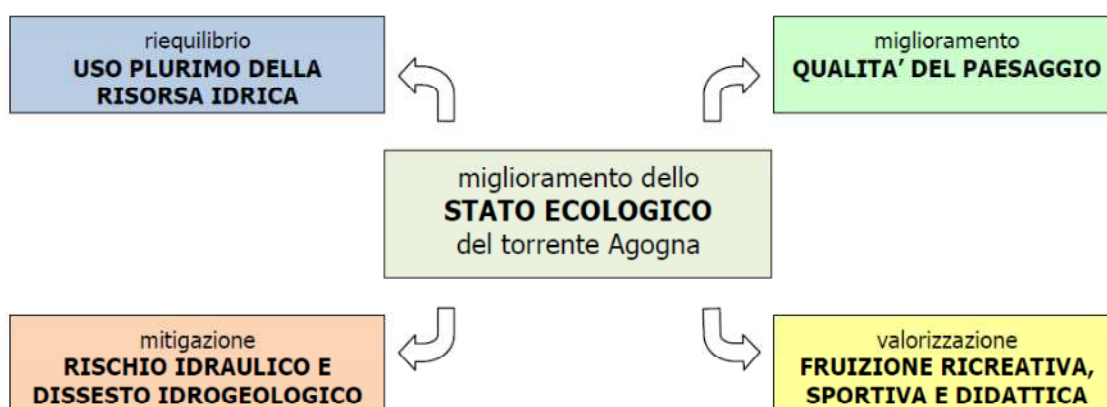 riequilibrio
USO PLURIMO DELLA
RISORSA IDRICA
miglioramento
QUALITA' DEL PAESAGGIO
miglioramento dello
STATO ECOLOGICO
del torrente Agogna
mitigazione
RISCHIO IDRAULICO E
DISSESTO IDROGEOLOGICO
valorizzazione
FRUIZIONE RICREATIVA,
SPORTIVA E DIDATTICA